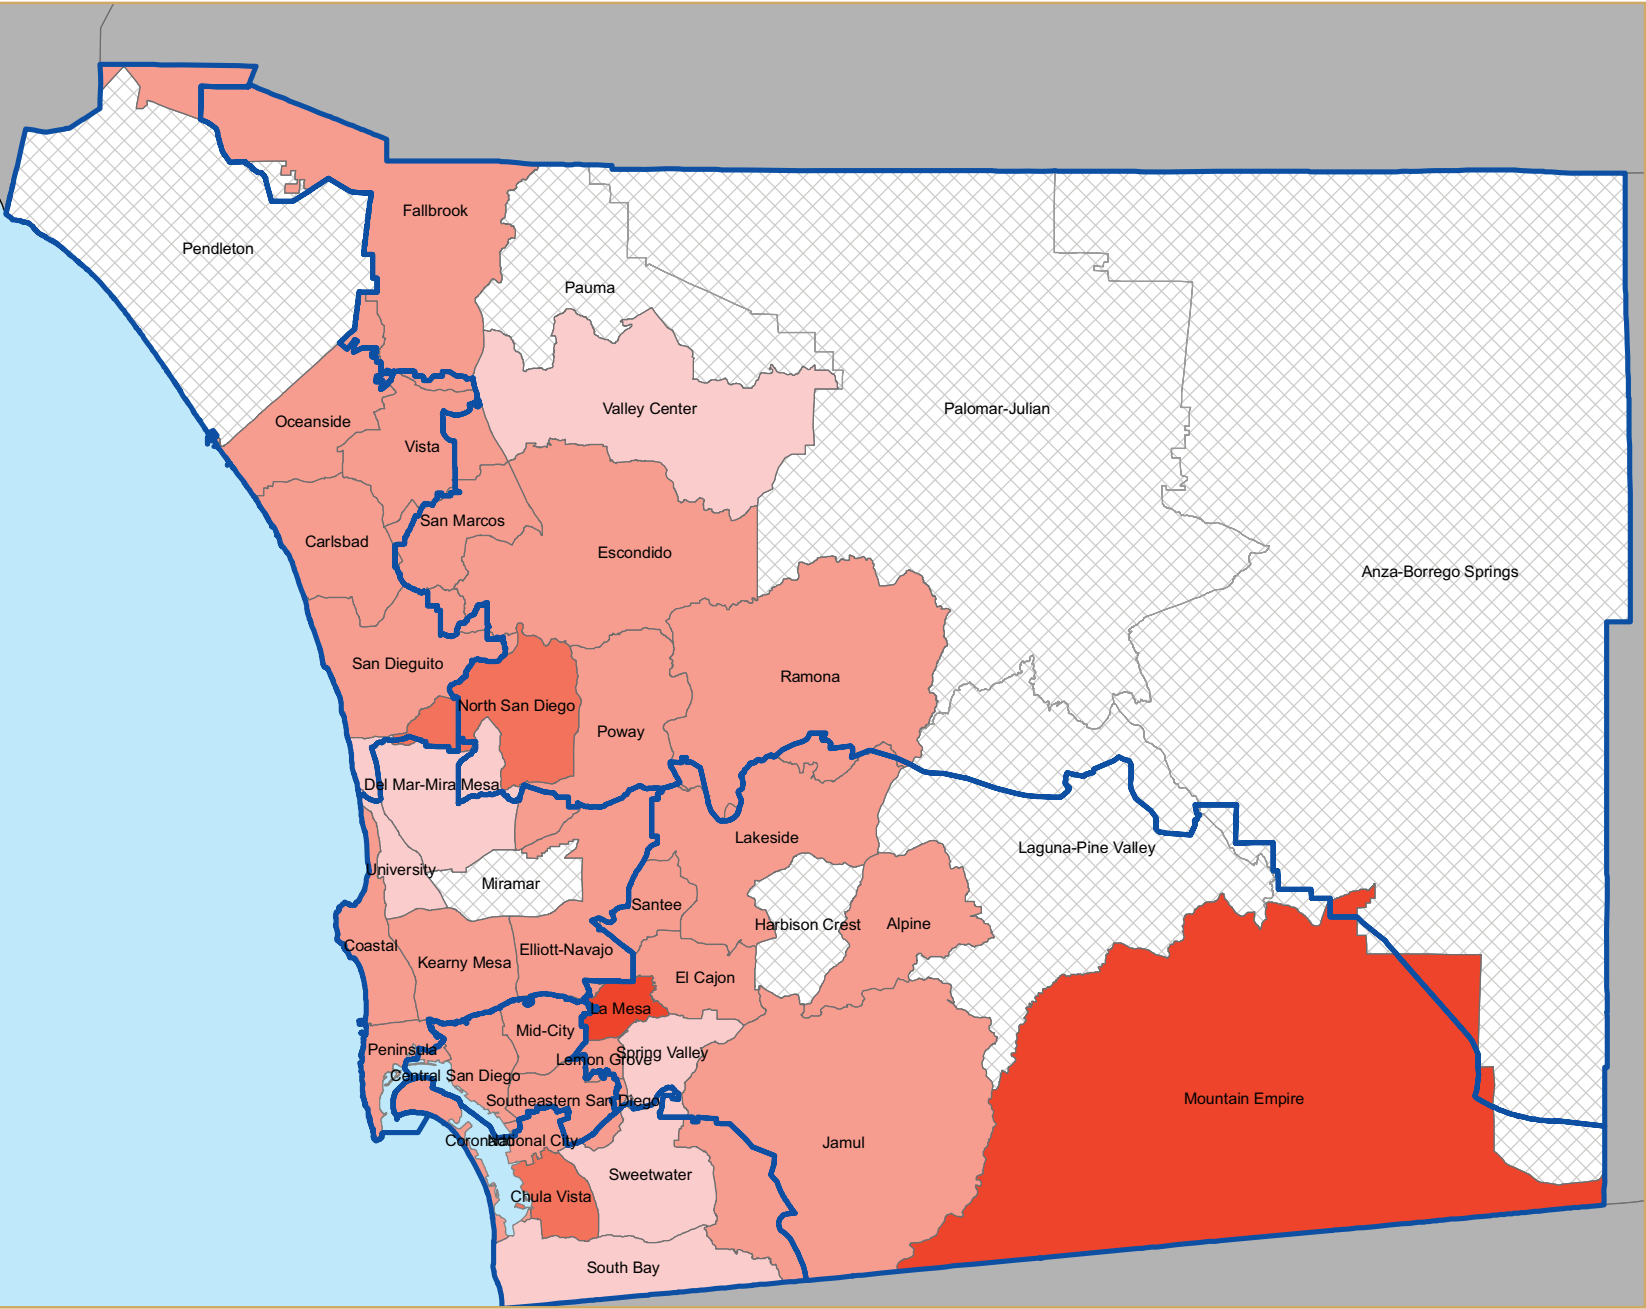 Fallbrook
Pendleton
Pauma
Valley Center
Palomar-Julian
Oceanside
Vista
San Marcos
Carlsbad
Escondido
Anza-Borrego Springs
San Dieguito
Ramona
North San Diego
Poway
Del Mar-Mira Mesa
Lakeside
Laguna-Pine Valley
University
Miramar
Santee
Harbison Crest
Alpine
Coastal
Elliott-Navajo
Kearny Mesa
El Cajon
La Mesa
Mid-City
Peninsula
Spring Valley
Lemon Grove
Central San Diego
Southeastern San Diego
Mountain Empire
Coronado
National City
Jamul
Sweetwater
Chula Vista
South Bay